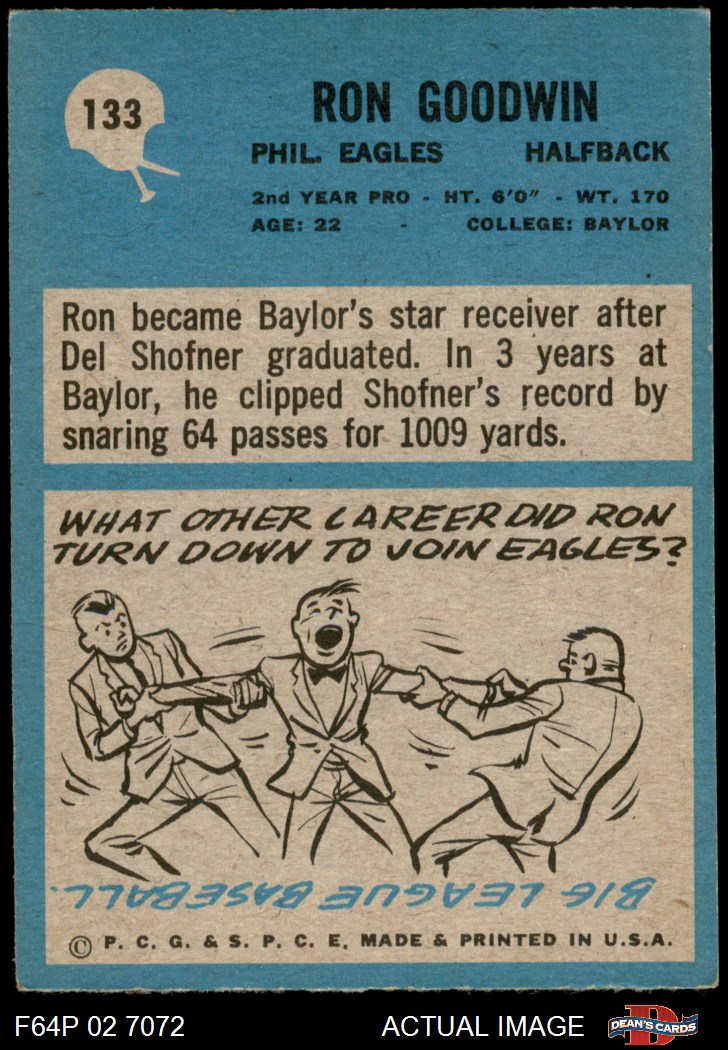 133
RON GOODWIN
PHIL. EAGLES HALFBACK
2nd YEAR PRO - HT. 6'0" - WT. 170
AGE: 22 - COLLEGE: BAYLOR
Ron became Baylor's star receiver after
Del Shofner graduated. In 3 years at
Baylor, he clipped Shofner's record by
snaring 64 passes for 1009 yards.
WHAT OTHER CAREER DID RON
TURN DOWN TO JOIN EAGLES?
BIG LEAGUE BASEBALL.
© P. C. G. & S. P. C. E. MADE & PRINTED IN U.S.A.
F64P 02 7072 ACTUAL IMAGE D DEAN'S CARDS